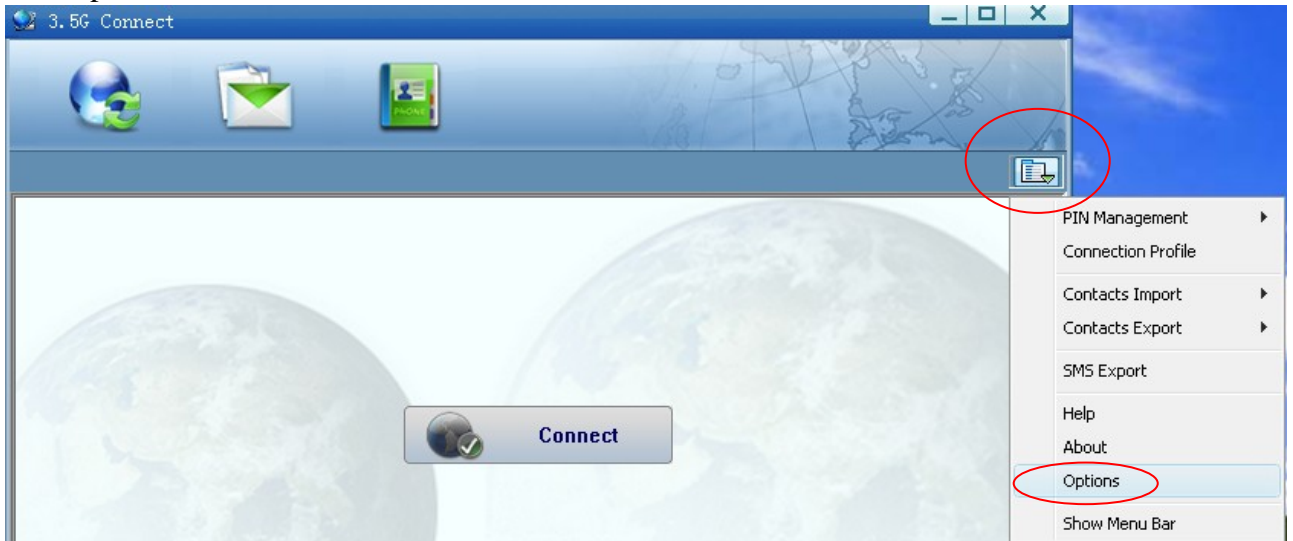 3.5G Connect
PHONE
PIN Management
Connection Profile
Contacts Import
Contacts Export
SMS Export
Connect
Help
About
Options
Show Menu Bar